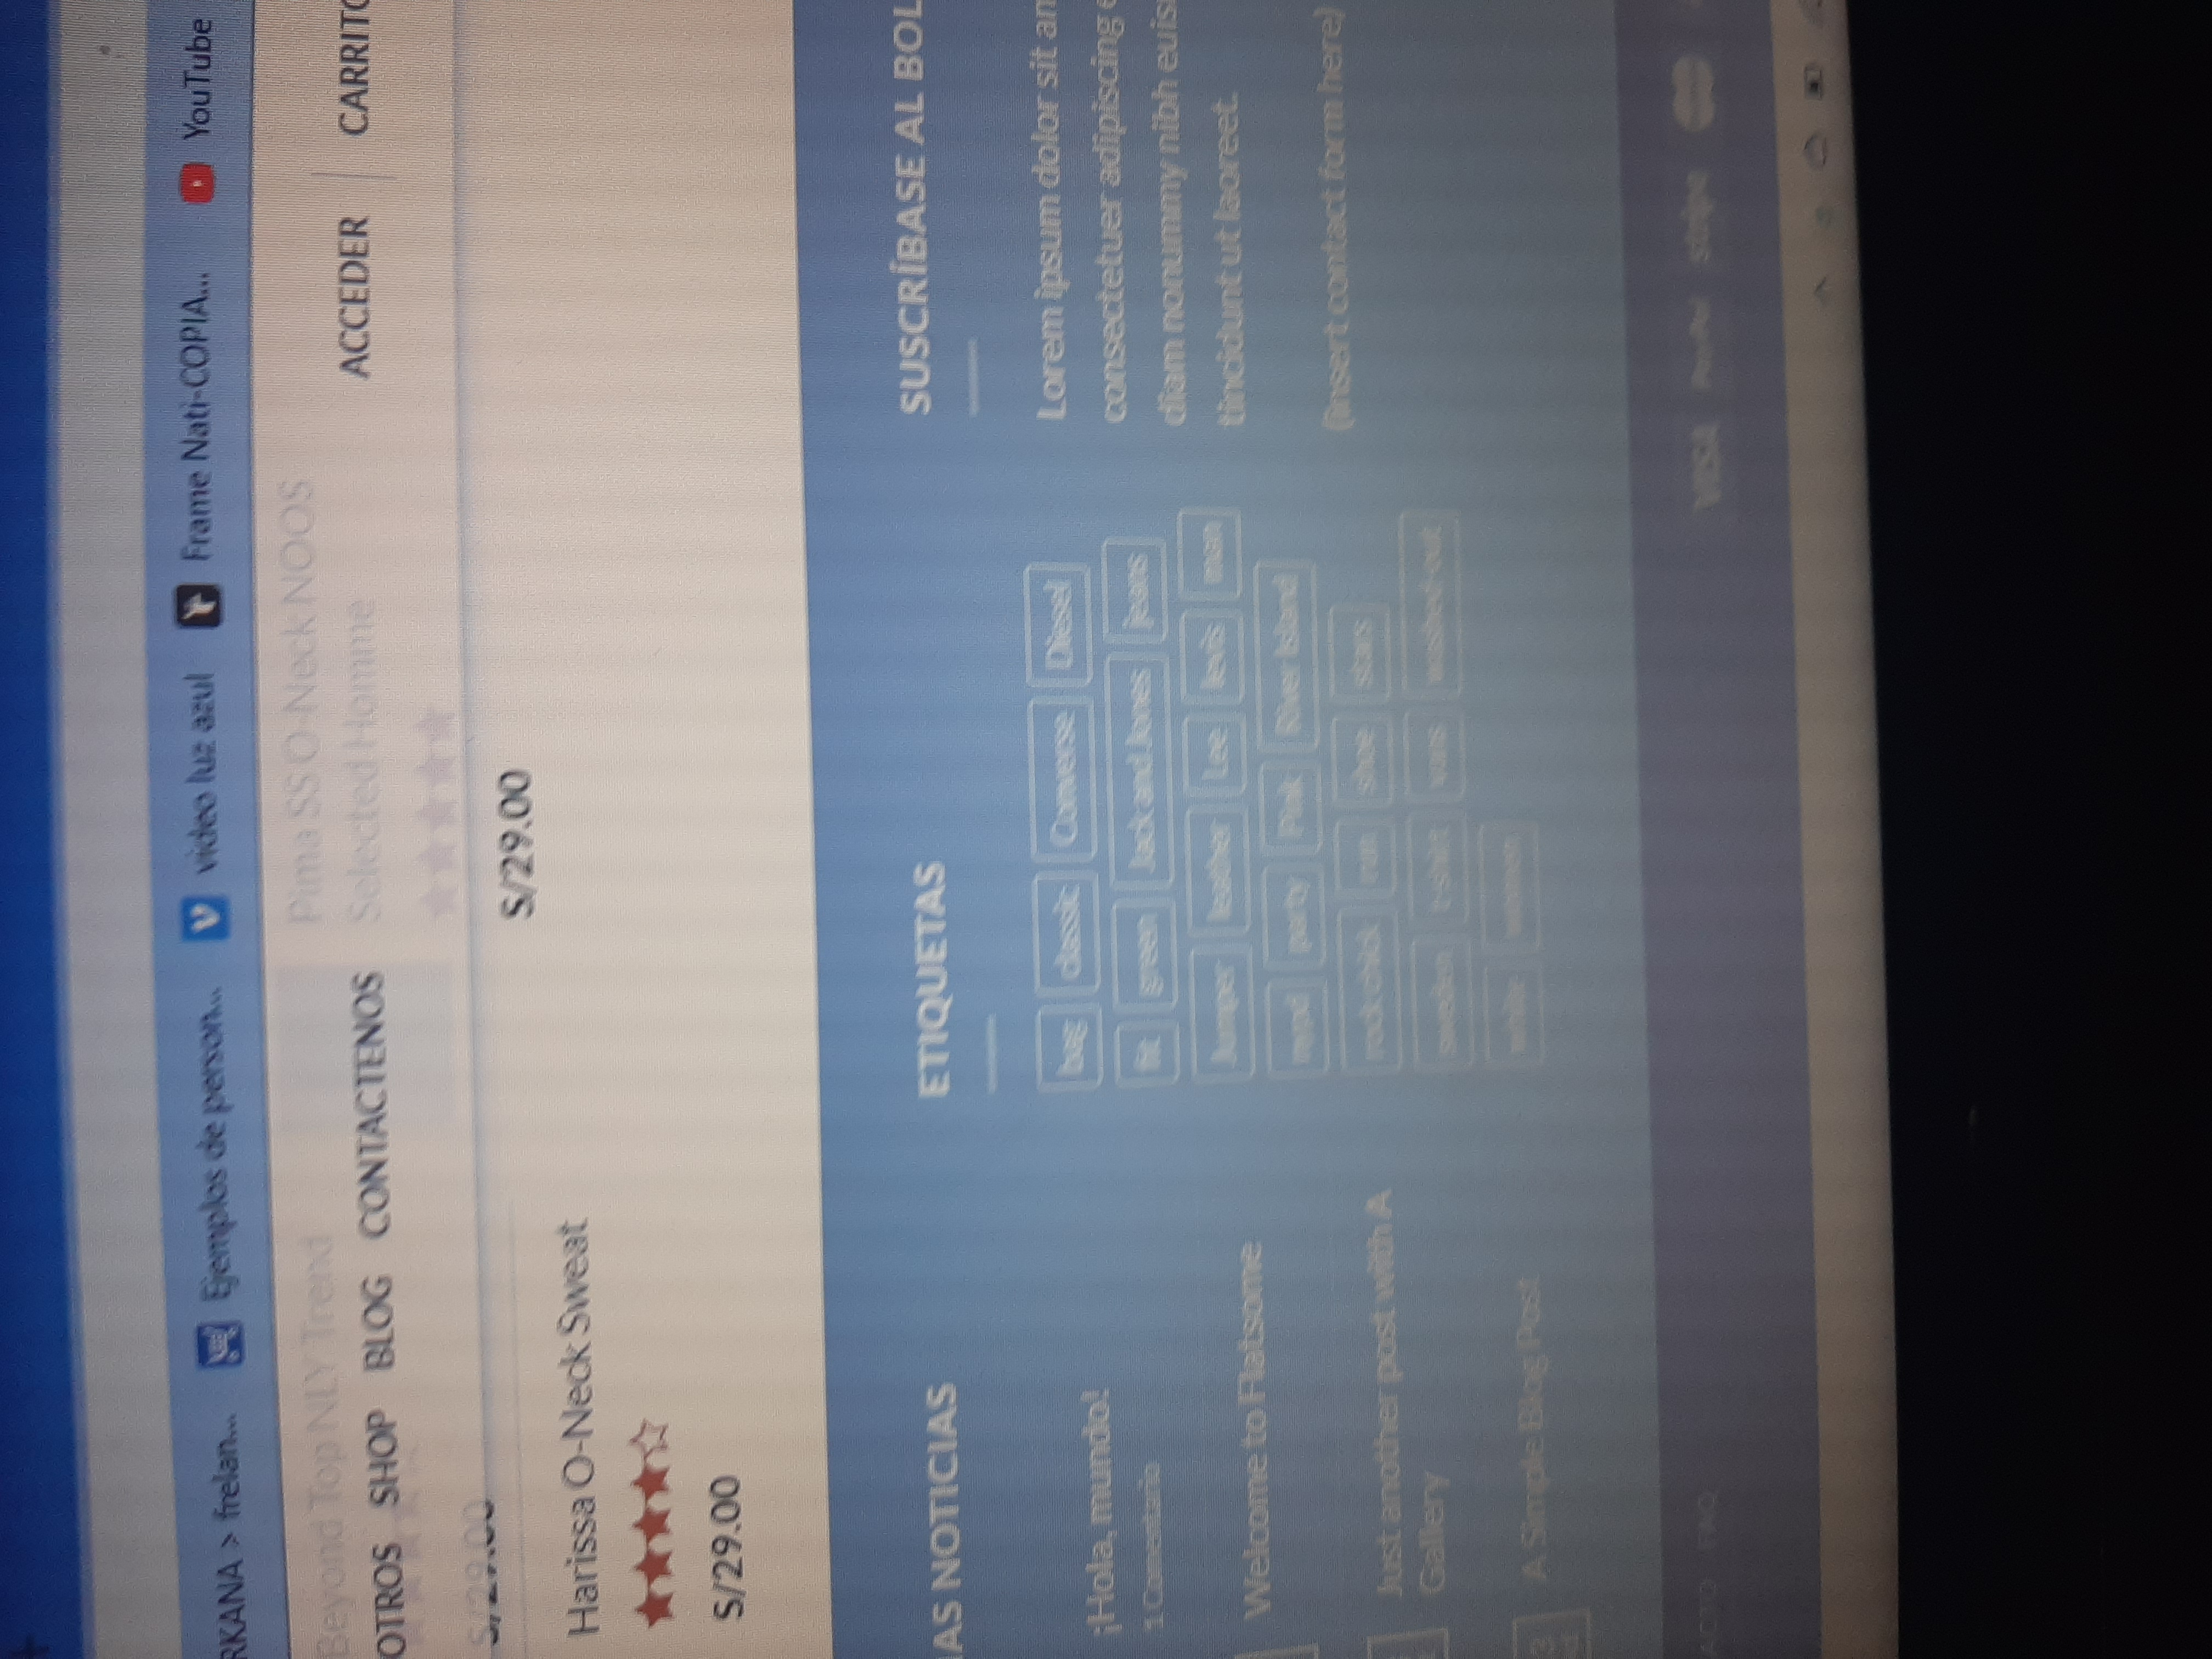 RKANA > frelan... Ejemplos de person... video luz azul Frame Nati-COPIA... YouTube
Beyond Top NLY Trend
Pima SS O-Neck NOOS
Selected Homme
OTROS SHOP BLOG CONTACTENOS ACCEDER CARRITO
S/29.00
S/29.00
Harissa O-Neck Sweat
S/29.00
IAS NOTICIAS
¡Hola, mundo!
1 Comentario
Welcome to Flatsome
Just another post with A
Gallery
A Simple Blog Post
ETIQUETAS
bag classic Converse Diesel
fit green Jack and Jones jeans
Jumper leather Lee levis man
nypd party Pink River Island
rock chick run shoe stars
sweden t-shirt vans washed-out
white women
SUSCRÍBASE AL BOL
Lorem ipsum dolor sit am
consectetuer adipiscing e
diam nonummy nibh euis
tincidunt ut laoreet.
(insert contact form here)
ACTO FAQ
VISA PayPal stripe